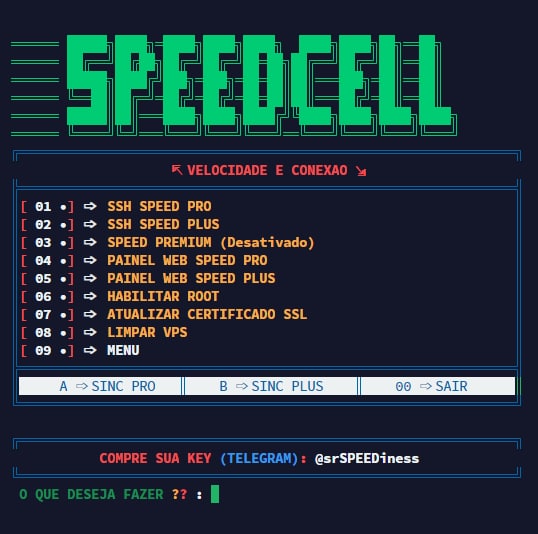 SPEEDCELL
⇱ VELOCIDADE E CONEXAO ⇲
[ 01 •] ➩ SSH SPEED PRO
[ 02 •] ➩ SSH SPEED PLUS
[ 03 •] ➩ SPEED PREMIUM (Desativado)
[ 04 •] ➩ PAINEL WEB SPEED PRO
[ 05 •] ➩ PAINEL WEB SPEED PLUS
[ 06 •] ➩ HABILITAR ROOT
[ 07 •] ➩ ATUALIZAR CERTIFICADO SSL
[ 08 •] ➩ LIMPAR VPS
[ 09 •] ➩ MENU
A ➩ SINC PRO B ➩ SINC PLUS 00 ➩ SAIR
COMPRE SUA KEY (TELEGRAM): @srSPEEDiness
O QUE DESEJA FAZER ?? :